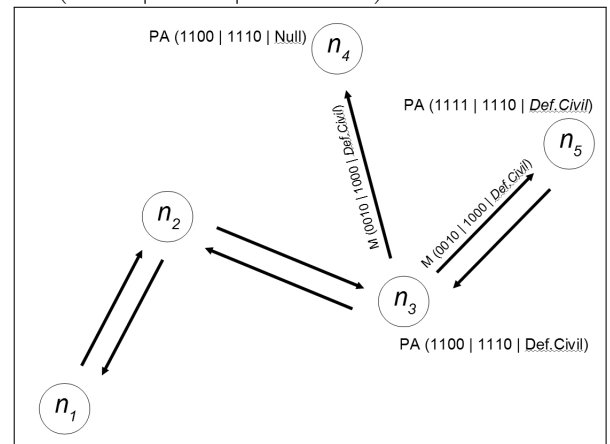 PA (1100 | 1110 | Null)
n4
PA (1111 | 1110 | Def.Civil)
n5
M (0010 | 1000 | Def.Civil)
M (0010 | 1000 | Def.Civil)
n2
n3
PA (1100 | 1110 | Def.Civil)
n1